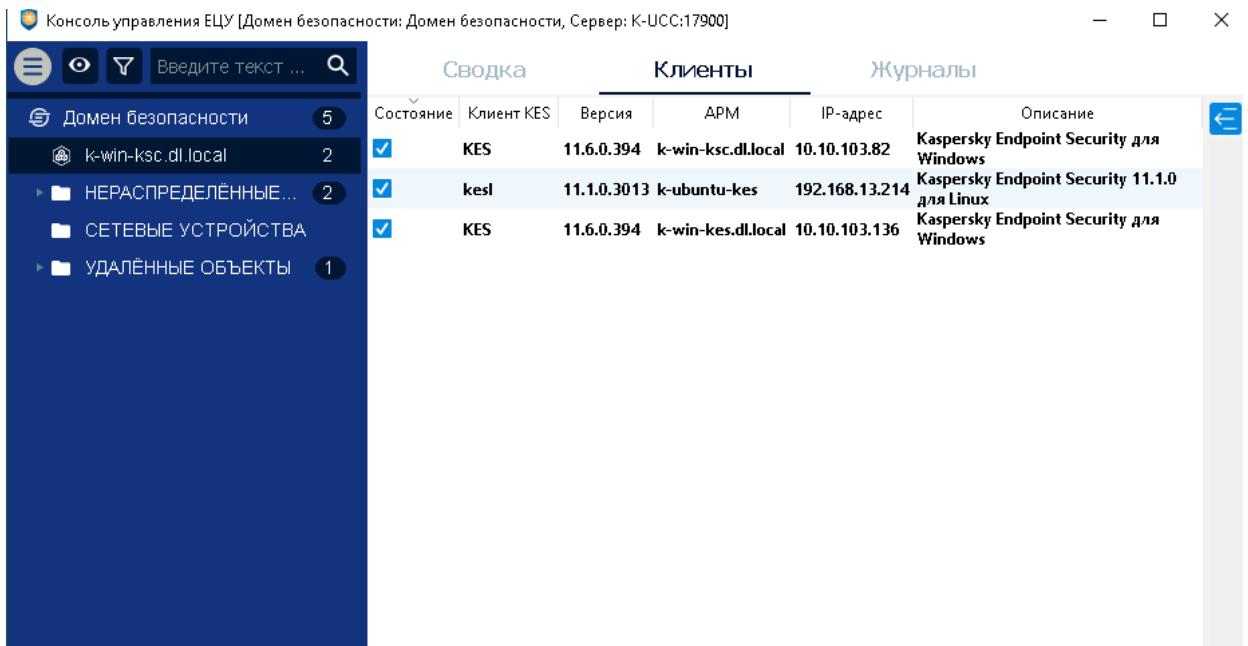 Консоль управления ЕЦУ [Домен безопасности: Домен безопасности, Сервер: K-UCC:17900]
Введите текст ...
Сводка Клиенты Журналы
Домен безопасности 5
k-win-ksc.dl.local 2
НЕРАСПРЕДЕЛЁННЫЕ... 2
СЕТЕВЫЕ УСТРОЙСТВА
УДАЛЁННЫЕ ОБЪЕКТЫ 1
Состояние Клиент KES Версия АРМ IP-адрес Описание
KES 11.6.0.394 k-win-ksc.dl.local 10.10.103.82 Kaspersky Endpoint Security для
Windows
kesl 11.1.0.3013 k-ubuntu-kes 192.168.13.214 Kaspersky Endpoint Security 11.1.0
для Linux
KES 11.6.0.394 k-win-kes.dl.local 10.10.103.136 Kaspersky Endpoint Security для
Windows